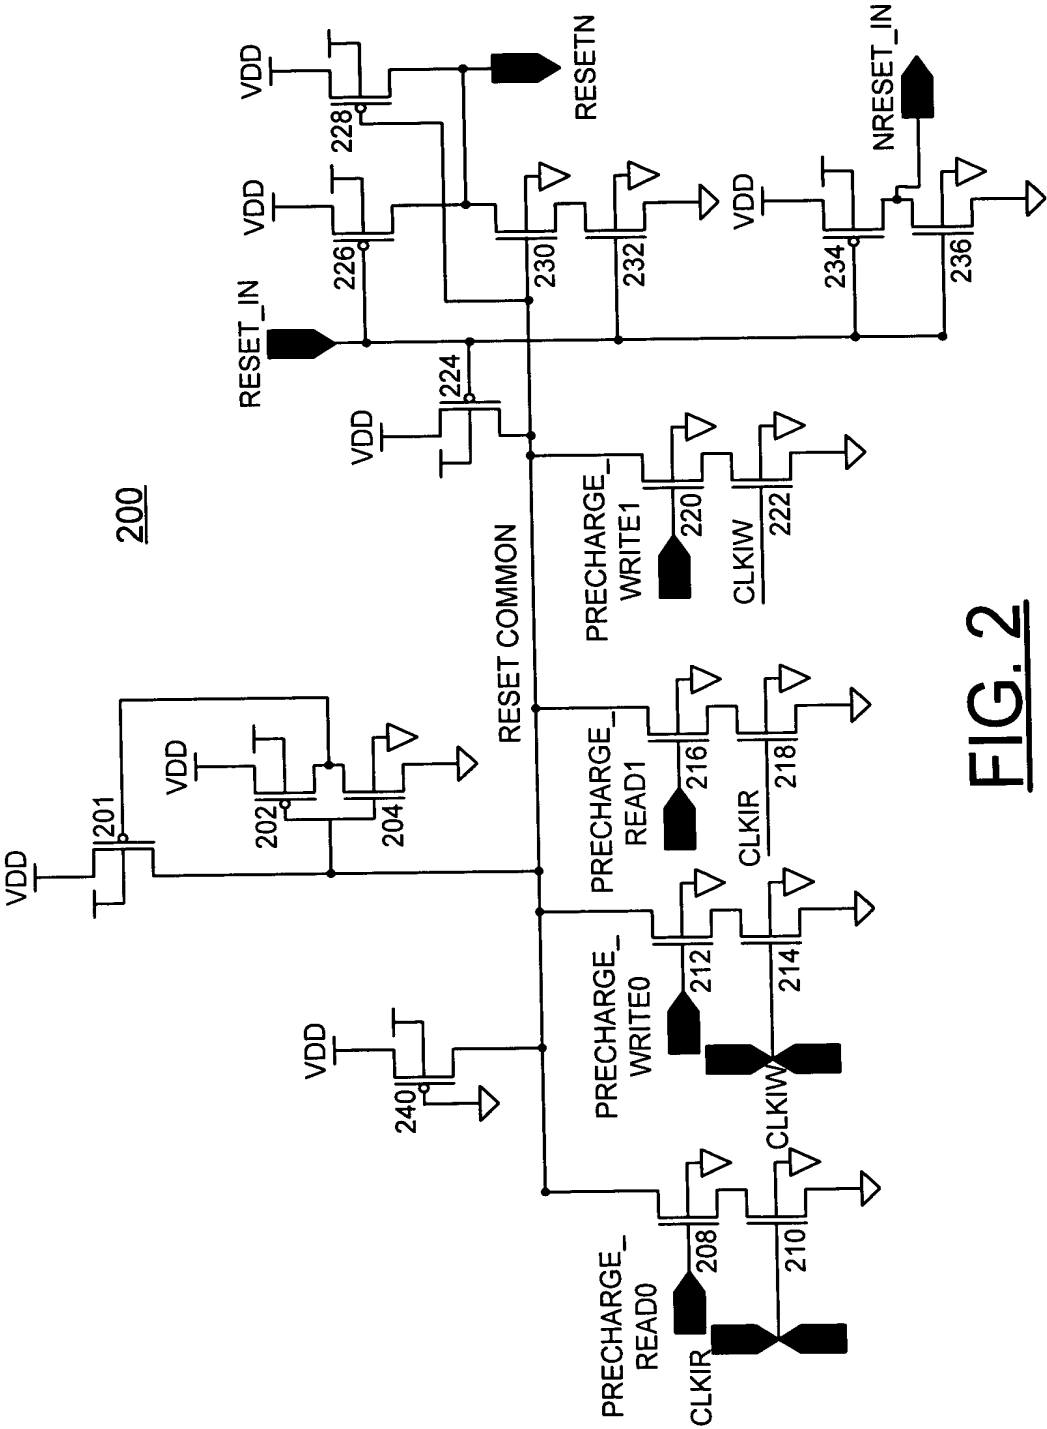 200
VDD
201
VDD
202
204
VDD
240
RESET COMMON
VDD
224
RESET_IN
VDD
226
VDD
228
RESETN
230
232
VDD
234
236
NRESET_IN
PRECHARGE_
READ0
208
CLKIR
210
PRECHARGE_
WRITE0
212
CLKIW
214
PRECHARGE_
READ1
216
CLKIR
218
PRECHARGE_
WRITE1
220
CLKIW
222
FIG. 2